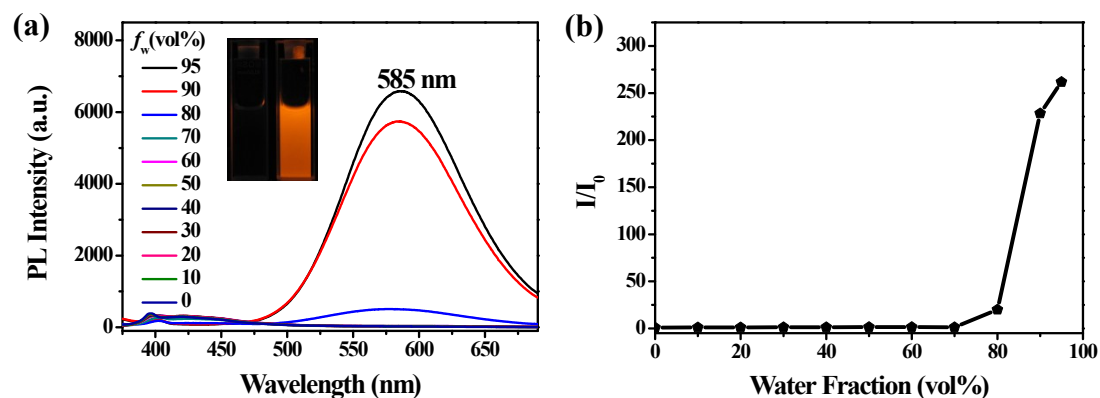 (a)
PL Intensity (a.u.)
8000
6000
4000
2000
0
f_w(vol%)
95
90
80
70
60
50
40
30
20
10
0
585 nm
400 450 500 550 600 650
Wavelength (nm)
(b)
I/I₀
300
250
200
150
100
50
0
0 20 40 60 80 100
Water Fraction (vol%)